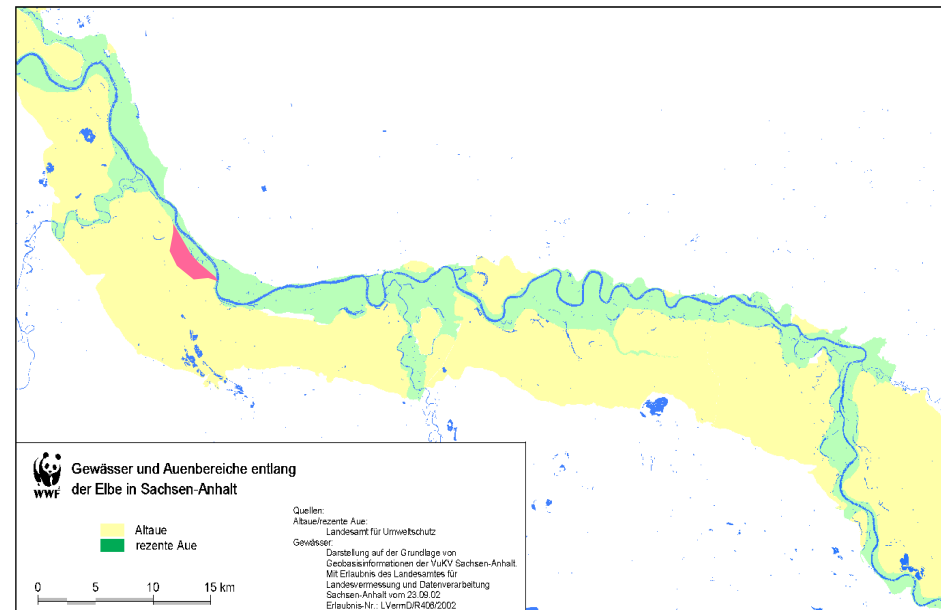 WWF
Gewässer und Auenbereiche entlang
der Elbe in Sachsen-Anhalt
Altaue
rezente Aue
0 5 10 15 km
Quellen:
Altaue/rezente Aue:
Landesamt für Umweltschutz
Gewässer:
Darstellung auf der Grundlage von
Geobasisinformationen der VuKV Sachsen-Anhalt.
Mit Erlaubnis des Landesamtes für
Landesvermessung und Datenverarbeitung
Sachsen-Anhalt vom 23.09.02
Erlaubnis-Nr.: LVermD/R406/2002